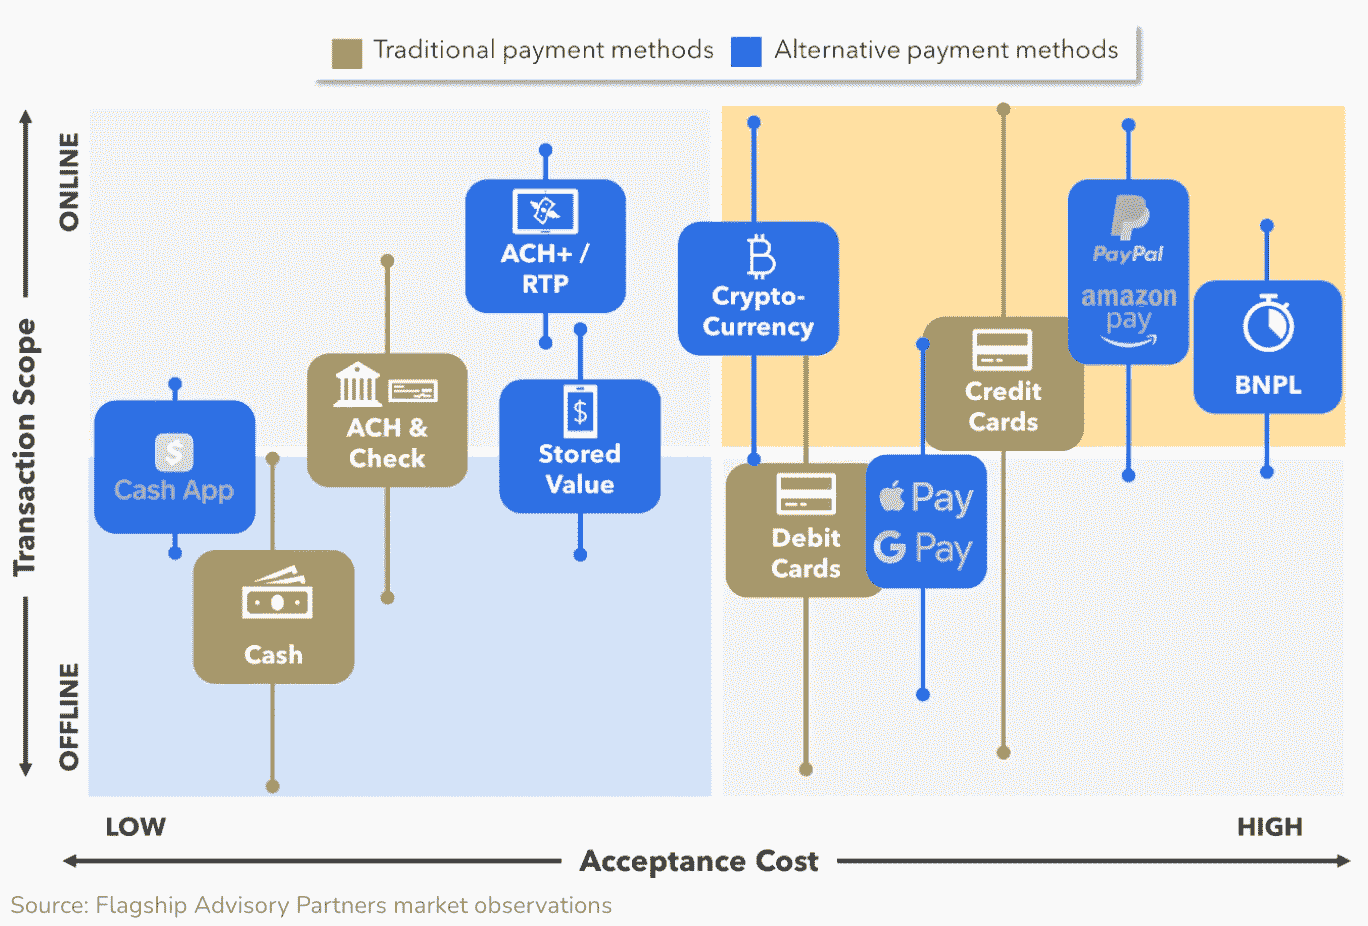 Traditional payment methods
Alternative payment methods
ONLINE
Transaction Scope
OFFLINE
ACH+ /
RTP
Crypto-
Currency
PayPal
amazon
pay
BNPL
Credit
Cards
ACH &
Check
$
Stored
Value
$
Cash App
Debit
Cards
Pay
G Pay
Cash
LOW
HIGH
Acceptance Cost
Source: Flagship Advisory Partners market observations